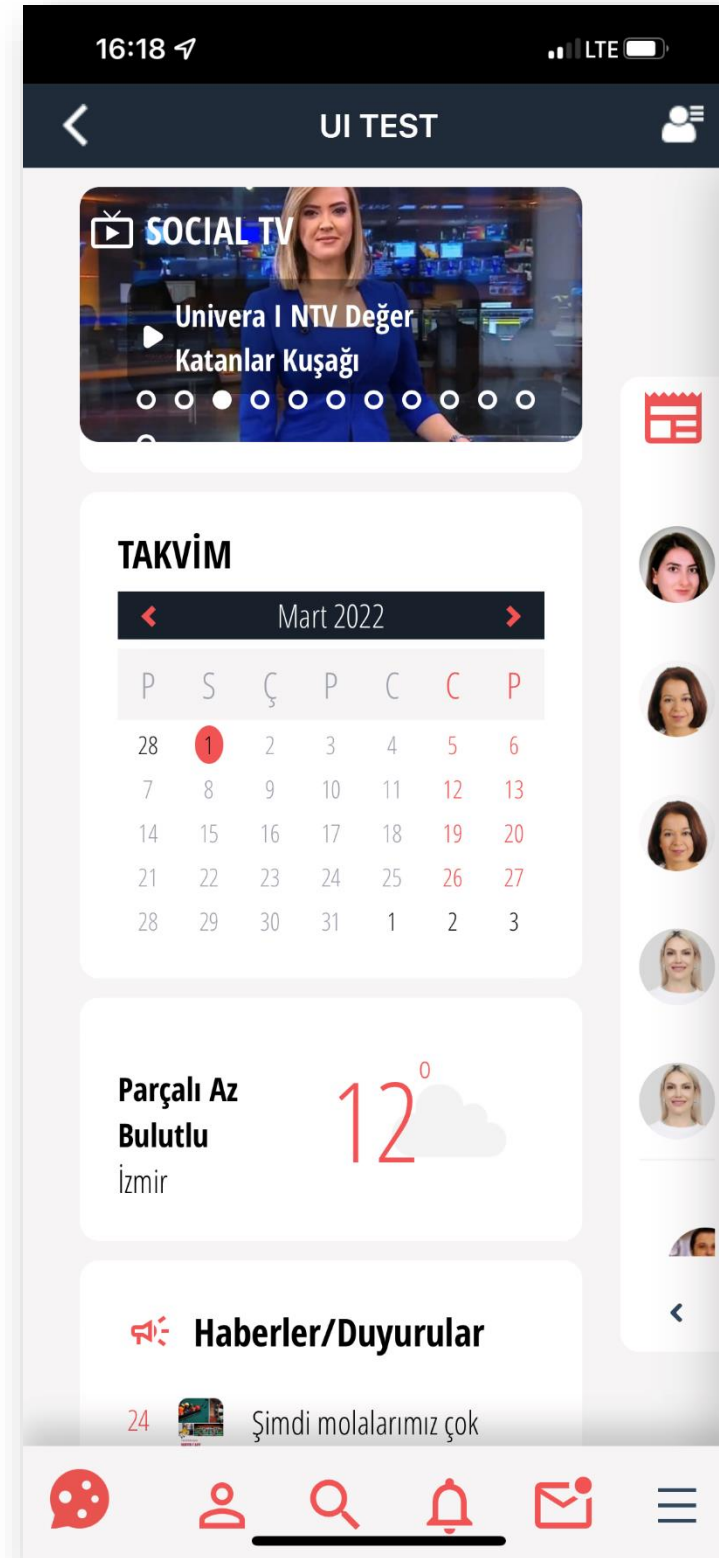 16:18
LTE
UI TEST
SOCIAL TV
Univera I NTV Değer
Katanlar Kuşağı
TAKVİM
Mart 2022
P S Ç P C C P
28 1 2 3 4 5 6
7 8 9 10 11 12 13
14 15 16 17 18 19 20
21 22 23 24 25 26 27
28 29 30 31 1 2 3
Parçalı Az
Bulutlu
İzmir
12°
Haberler/Duyurular
24 Şimdi molalarımız çok